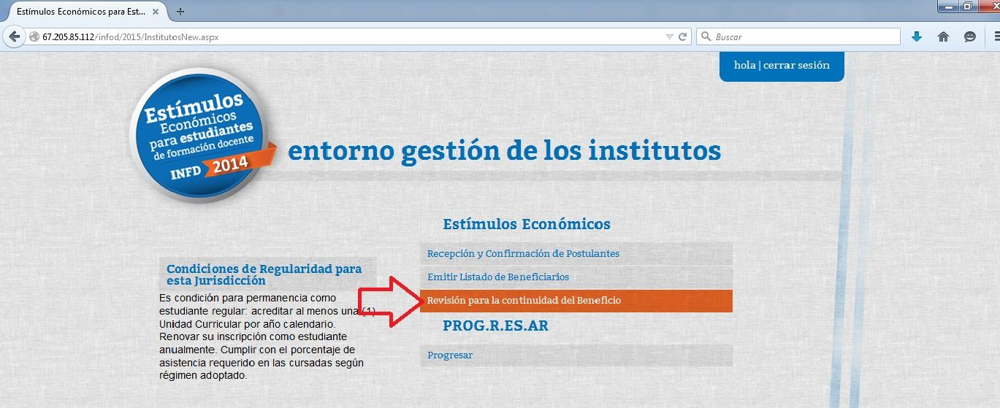 Estímulos Económicos para Est...
67.205.85.112/infod/2015/InstitutosNew.aspx
Buscar
hola | cerrar sesión
Estímulos
Económicos
para estudiantes
de formación docente
INFD 2014
entorno gestión de los institutos
Estímulos Económicos
Recepción y Confirmación de Postulantes
Emitir Listado de Beneficiarios
Revisión para la continuidad del Beneficio
PROG.R.ES.AR
Progresar
Condiciones de Regularidad para
esta Jurisdicción
Es condición para permanencia como
estudiante regular: acreditar al menos una (1)
Unidad Curricular por año calendario.
Renovar su inscripción como estudiante
anualmente. Cumplir con el porcentaje de
asistencia requerido en las cursadas según
régimen adoptado.